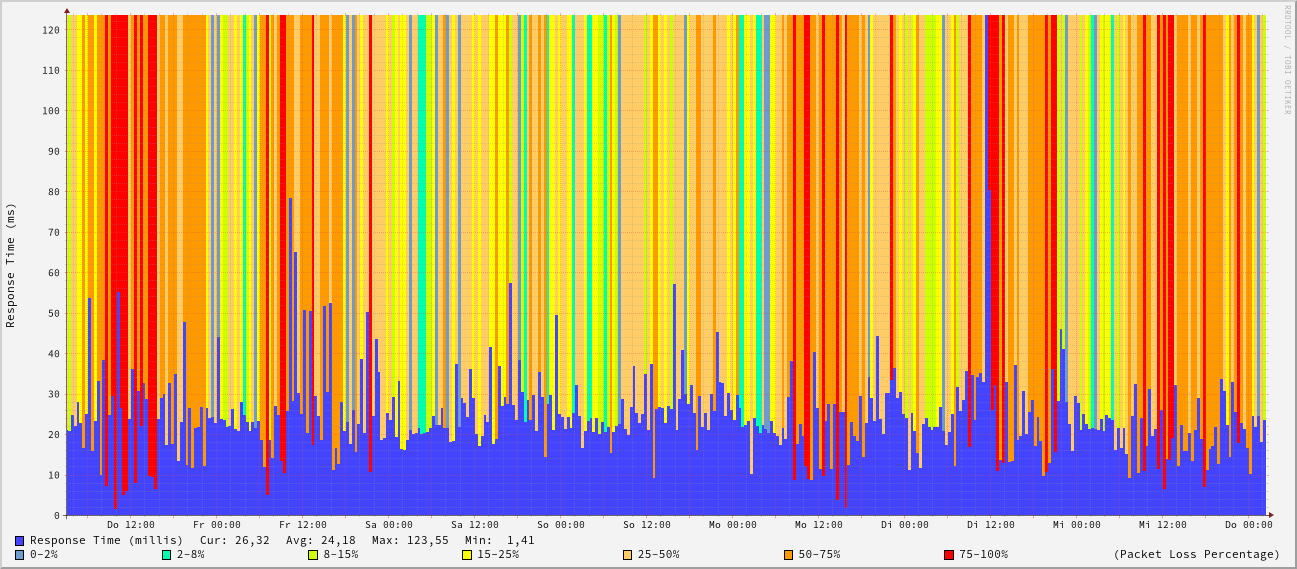 RRDTOOL / TOBI OETIKER
Response Time (ms)
120
110
100
90
80
70
60
50
40
30
20
10
0
Do 12:00 Fr 00:00 Fr 12:00 Sa 00:00 Sa 12:00 So 00:00 So 12:00 Mo 00:00 Mo 12:00 Di 00:00 Di 12:00 Mi 00:00 Mi 12:00 Do 00:00
Response Time (millis) Cur: 26,32 Avg: 24,18 Max: 123,55 Min: 1,41
0-2% 2-8% 8-15% 15-25% 25-50% 50-75% 75-100% (Packet Loss Percentage)